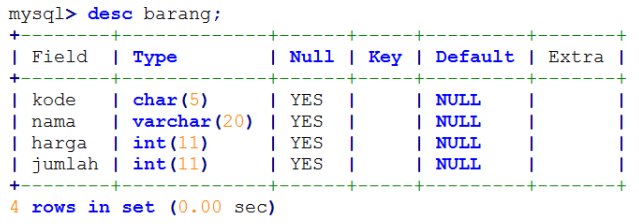 mysql> desc barang;
+---------+-------------+------+-----+---------+-------+
| Field | Type | Null | Key | Default | Extra |
+---------+-------------+------+-----+---------+-------+
| kode | char(5) | YES | | NULL | |
| nama | varchar(20) | YES | | NULL | |
| harga | int(11) | YES | | NULL | |
| jumlah | int(11) | YES | | NULL | |
+---------+-------------+------+-----+---------+-------+
4 rows in set (0.00 sec)